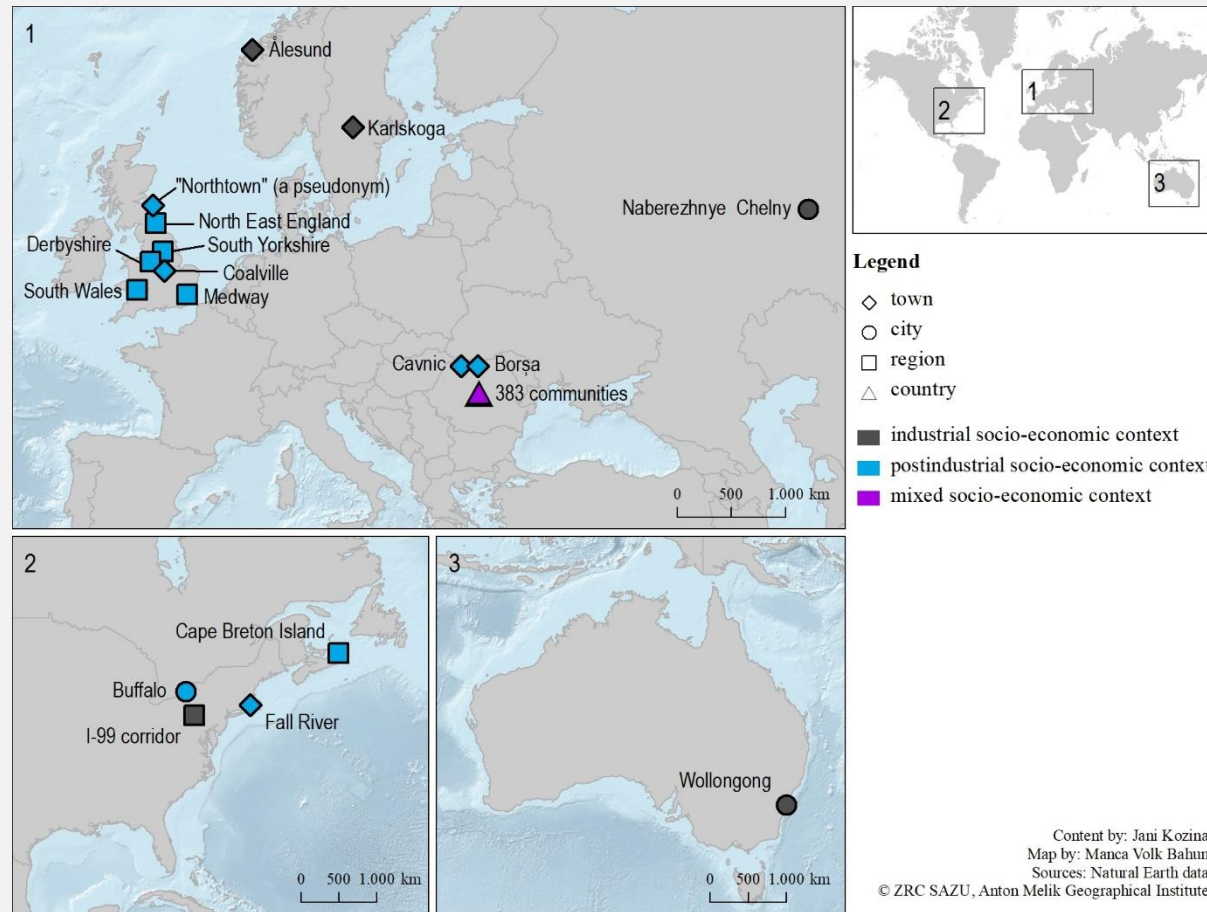 1
Ålesund
Karlskoga
"Northtown" (a pseudonym)
Naberezhnye Chelny
North East England
Derbyshire
South Yorkshire
Coalville
South Wales
Medway
Cavnic
Borșa
383 communities
0 500 1.000 km
1
2
3
Legend
town
city
region
country
industrial socio-economic context
postindustrial socio-economic context
mixed socio-economic context
2
Cape Breton Island
Buffalo
Fall River
I-99 corridor
0 500 1.000 km
3
Wollongong
0 500 1.000 km
Content by: Jani Kozina
Map by: Manca Volk Bahun
Sources: Natural Earth data
© ZRC SAZU, Anton Melik Geographical Institute